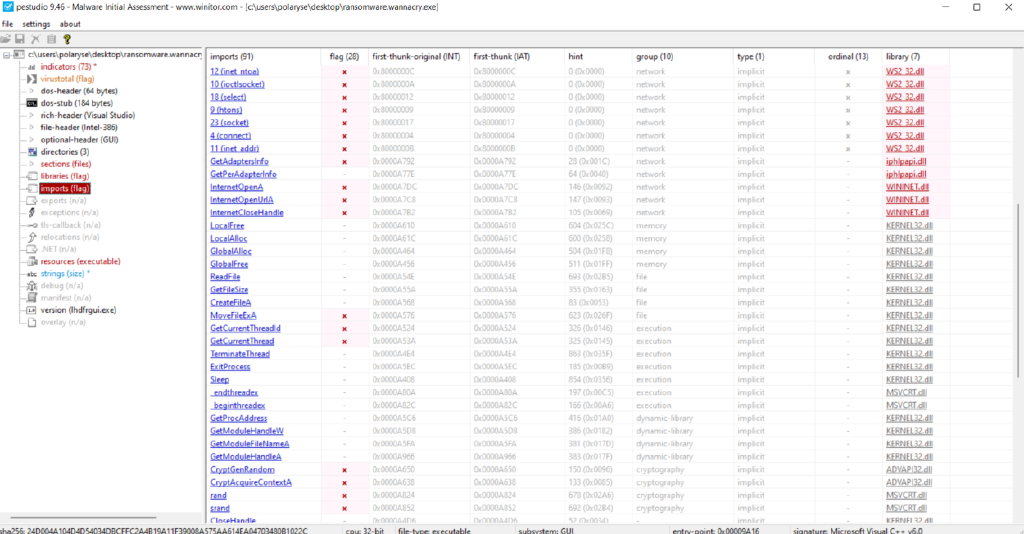 pestudio 9.46 - Malware Initial Assessment - www.winitor.com - [c:\users\polaryse\desktop\ransomware.wannacry.exe]
file settings about
c:\users\polaryse\desktop\ransomware.wannacry
indicators (73) *
virustotal (flag)
dos-header (64 bytes)
dos-stub (184 bytes)
rich-header (Visual Studio)
file-header (Intel-386)
optional-header (GUI)
directories (3)
sections (files)
libraries (flag)
imports (flag)
exports (n/a)
exceptions (n/a)
tls-callback (n/a)
relocations (n/a)
.NET (n/a)
resources (executable)
strings (size) *
debug (n/a)
manifest (n/a)
version (lhdfrgui.exe)
overlay (n/a)
imports (91) flag (28) first-thunk-original (INT) first-thunk (IAT) hint group (10) type (1) ordinal (13) library (7)
12 (inet_ntoa) x 0x8000000C 0x8000000C 0 (0x0000) network implicit x WS2_32.dll
10 (ioctlsocket) x 0x8000000A 0x8000000A 0 (0x0000) network implicit x WS2_32.dll
18 (select) x 0x80000012 0x80000012 0 (0x0000) network implicit x WS2_32.dll
9 (htons) x 0x80000009 0x80000009 0 (0x0000) network implicit x WS2_32.dll
23 (socket) x 0x80000017 0x80000017 0 (0x0000) network implicit x WS2_32.dll
4 (connect) x 0x80000004 0x80000004 0 (0x0000) network implicit x WS2_32.dll
11 (inet_addr) x 0x8000000B 0x8000000B 0 (0x0000) network implicit x WS2_32.dll
GetAdaptersInfo - 0x0000A792 0x0000A792 28 (0x001C) network implicit - iphlpapi.dll
GetPerAdapterInfo - 0x0000A77E 0x0000A77E 64 (0x0040) network implicit - iphlpapi.dll
InternetOpenA x 0x0000A7DC 0x0000A7DC 146 (0x0092) network implicit - WININET.dll
InternetOpenUrlA x 0x0000A7C8 0x0000A7C8 147 (0x0093) network implicit - WININET.dll
InternetCloseHandle x 0x0000A7B2 0x0000A7B2 105 (0x0069) network implicit - WININET.dll
LocalFree - 0x0000A610 0x0000A610 604 (0x025C) memory implicit - KERNEL32.dll
LocalAlloc - 0x0000A61C 0x0000A61C 600 (0x0258) memory implicit - KERNEL32.dll
GlobalAlloc - 0x0000A464 0x0000A464 504 (0x01F8) memory implicit - KERNEL32.dll
GlobalFree - 0x0000A456 0x0000A456 511 (0x01FF) memory implicit - KERNEL32.dll
ReadFile - 0x0000A54E 0x0000A54E 693 (0x02B5) file implicit - KERNEL32.dll
GetFileSize - 0x0000A55A 0x0000A55A 355 (0x0163) file implicit - KERNEL32.dll
CreateFileA - 0x0000A568 0x0000A568 83 (0x0053) file implicit - KERNEL32.dll
MoveFileExA x 0x0000A576 0x0000A576 623 (0x026F) file implicit - KERNEL32.dll
GetCurrentThreadId x 0x0000A524 0x0000A524 326 (0x0146) execution implicit - KERNEL32.dll
GetCurrentThread x 0x0000A53A 0x0000A53A 325 (0x0145) execution implicit - KERNEL32.dll
TerminateThread - 0x0000A4E4 0x0000A4E4 863 (0x035F) execution implicit - KERNEL32.dll
ExitProcess - 0x0000A5EC 0x0000A5EC 185 (0x00B9) execution implicit - KERNEL32.dll
Sleep - 0x0000A408 0x0000A408 854 (0x0356) execution implicit - KERNEL32.dll
_endthreadex - 0x0000A80A 0x0000A80A 197 (0x00C5) execution implicit - MSVCRT.dll
_beginthreadex - 0x0000A82C 0x0000A82C 166 (0x00A6) execution implicit - MSVCRT.dll
GetProcAddress - 0x0000A5C6 0x0000A5C6 416 (0x01A0) dynamic-library implicit - KERNEL32.dll
GetModuleHandleW - 0x0000A5D8 0x0000A5D8 386 (0x0182) dynamic-library implicit - KERNEL32.dll
GetModuleFileNameA - 0x0000A5FA 0x0000A5FA 381 (0x017D) dynamic-library implicit - KERNEL32.dll
GetModuleHandleA - 0x0000A966 0x0000A966 383 (0x017F) dynamic-library implicit - KERNEL32.dll
CryptGenRandom x 0x0000A650 0x0000A650 150 (0x0096) cryptography implicit - ADVAPI32.dll
CryptAcquireContextA x 0x0000A638 0x0000A638 133 (0x0085) cryptography implicit - ADVAPI32.dll
rand x 0x0000A824 0x0000A824 678 (0x02A6) cryptography implicit - MSVCRT.dll
srand x 0x0000A852 0x0000A852 692 (0x02B4) cryptography implicit - MSVCRT.dll
CloseHandle - 0x0000A4D6 0x0000A4D6 52 (0x0034) - implicit - KERNEL32.dll
sha256: 24D004A104D4D54034DBCFFC2A4B19A11F39008A575AA614EA04703480B1022C cpu: 32-bit file-type: executable subsystem: GUI entry-point: 0x00009A16 signature: Microsoft Visual C++ v6.0